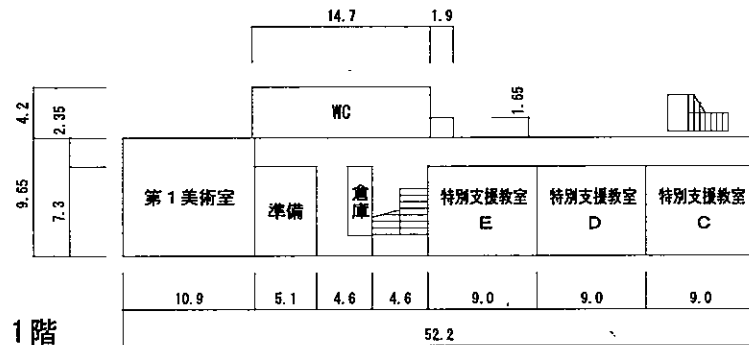 14.7 1.9
4.2 2.35 WC 1.65
9.65 7.3 第1美術室 準備 倉庫 特別支援教室 特別支援教室 特別支援教室
E D C
10.9 5.1 4.6 4.6 9.0 9.0 9.0
1階
52.2